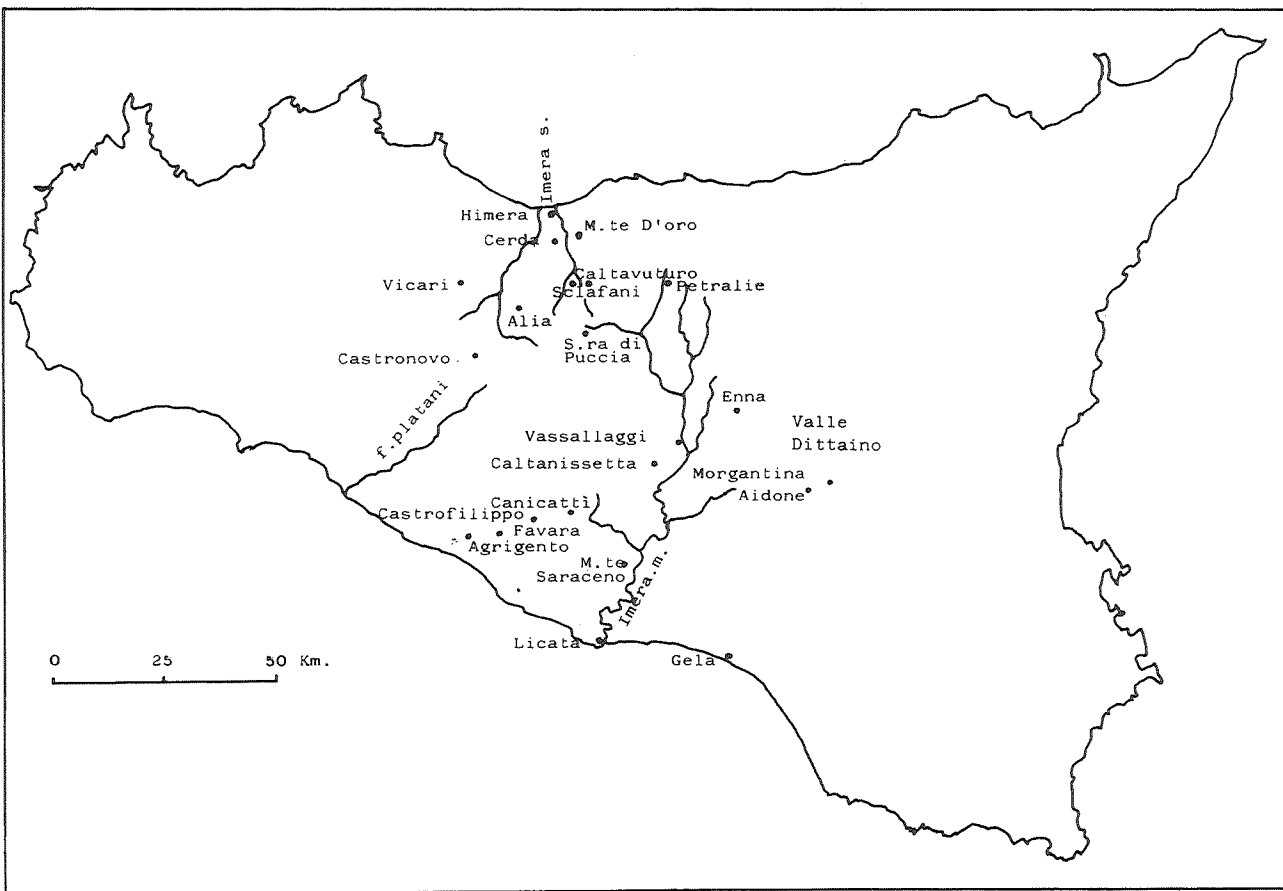 Imera s.
Himera
M.te D'oro
Cerda
Caltavuturo
Vicari
Petralie
Sclafani
Alia
S.ra di
Puccia
Castronovo
f.platani
Enna
Valle
Dittaino
Vassallaggi
Caltanissetta
Morgantina
Aidone
Canicattì
Castrofilippo
Favara
Agrigento
M.te
Saraceno
Imera.m.
Licata
Gela
0 25 50 Km.